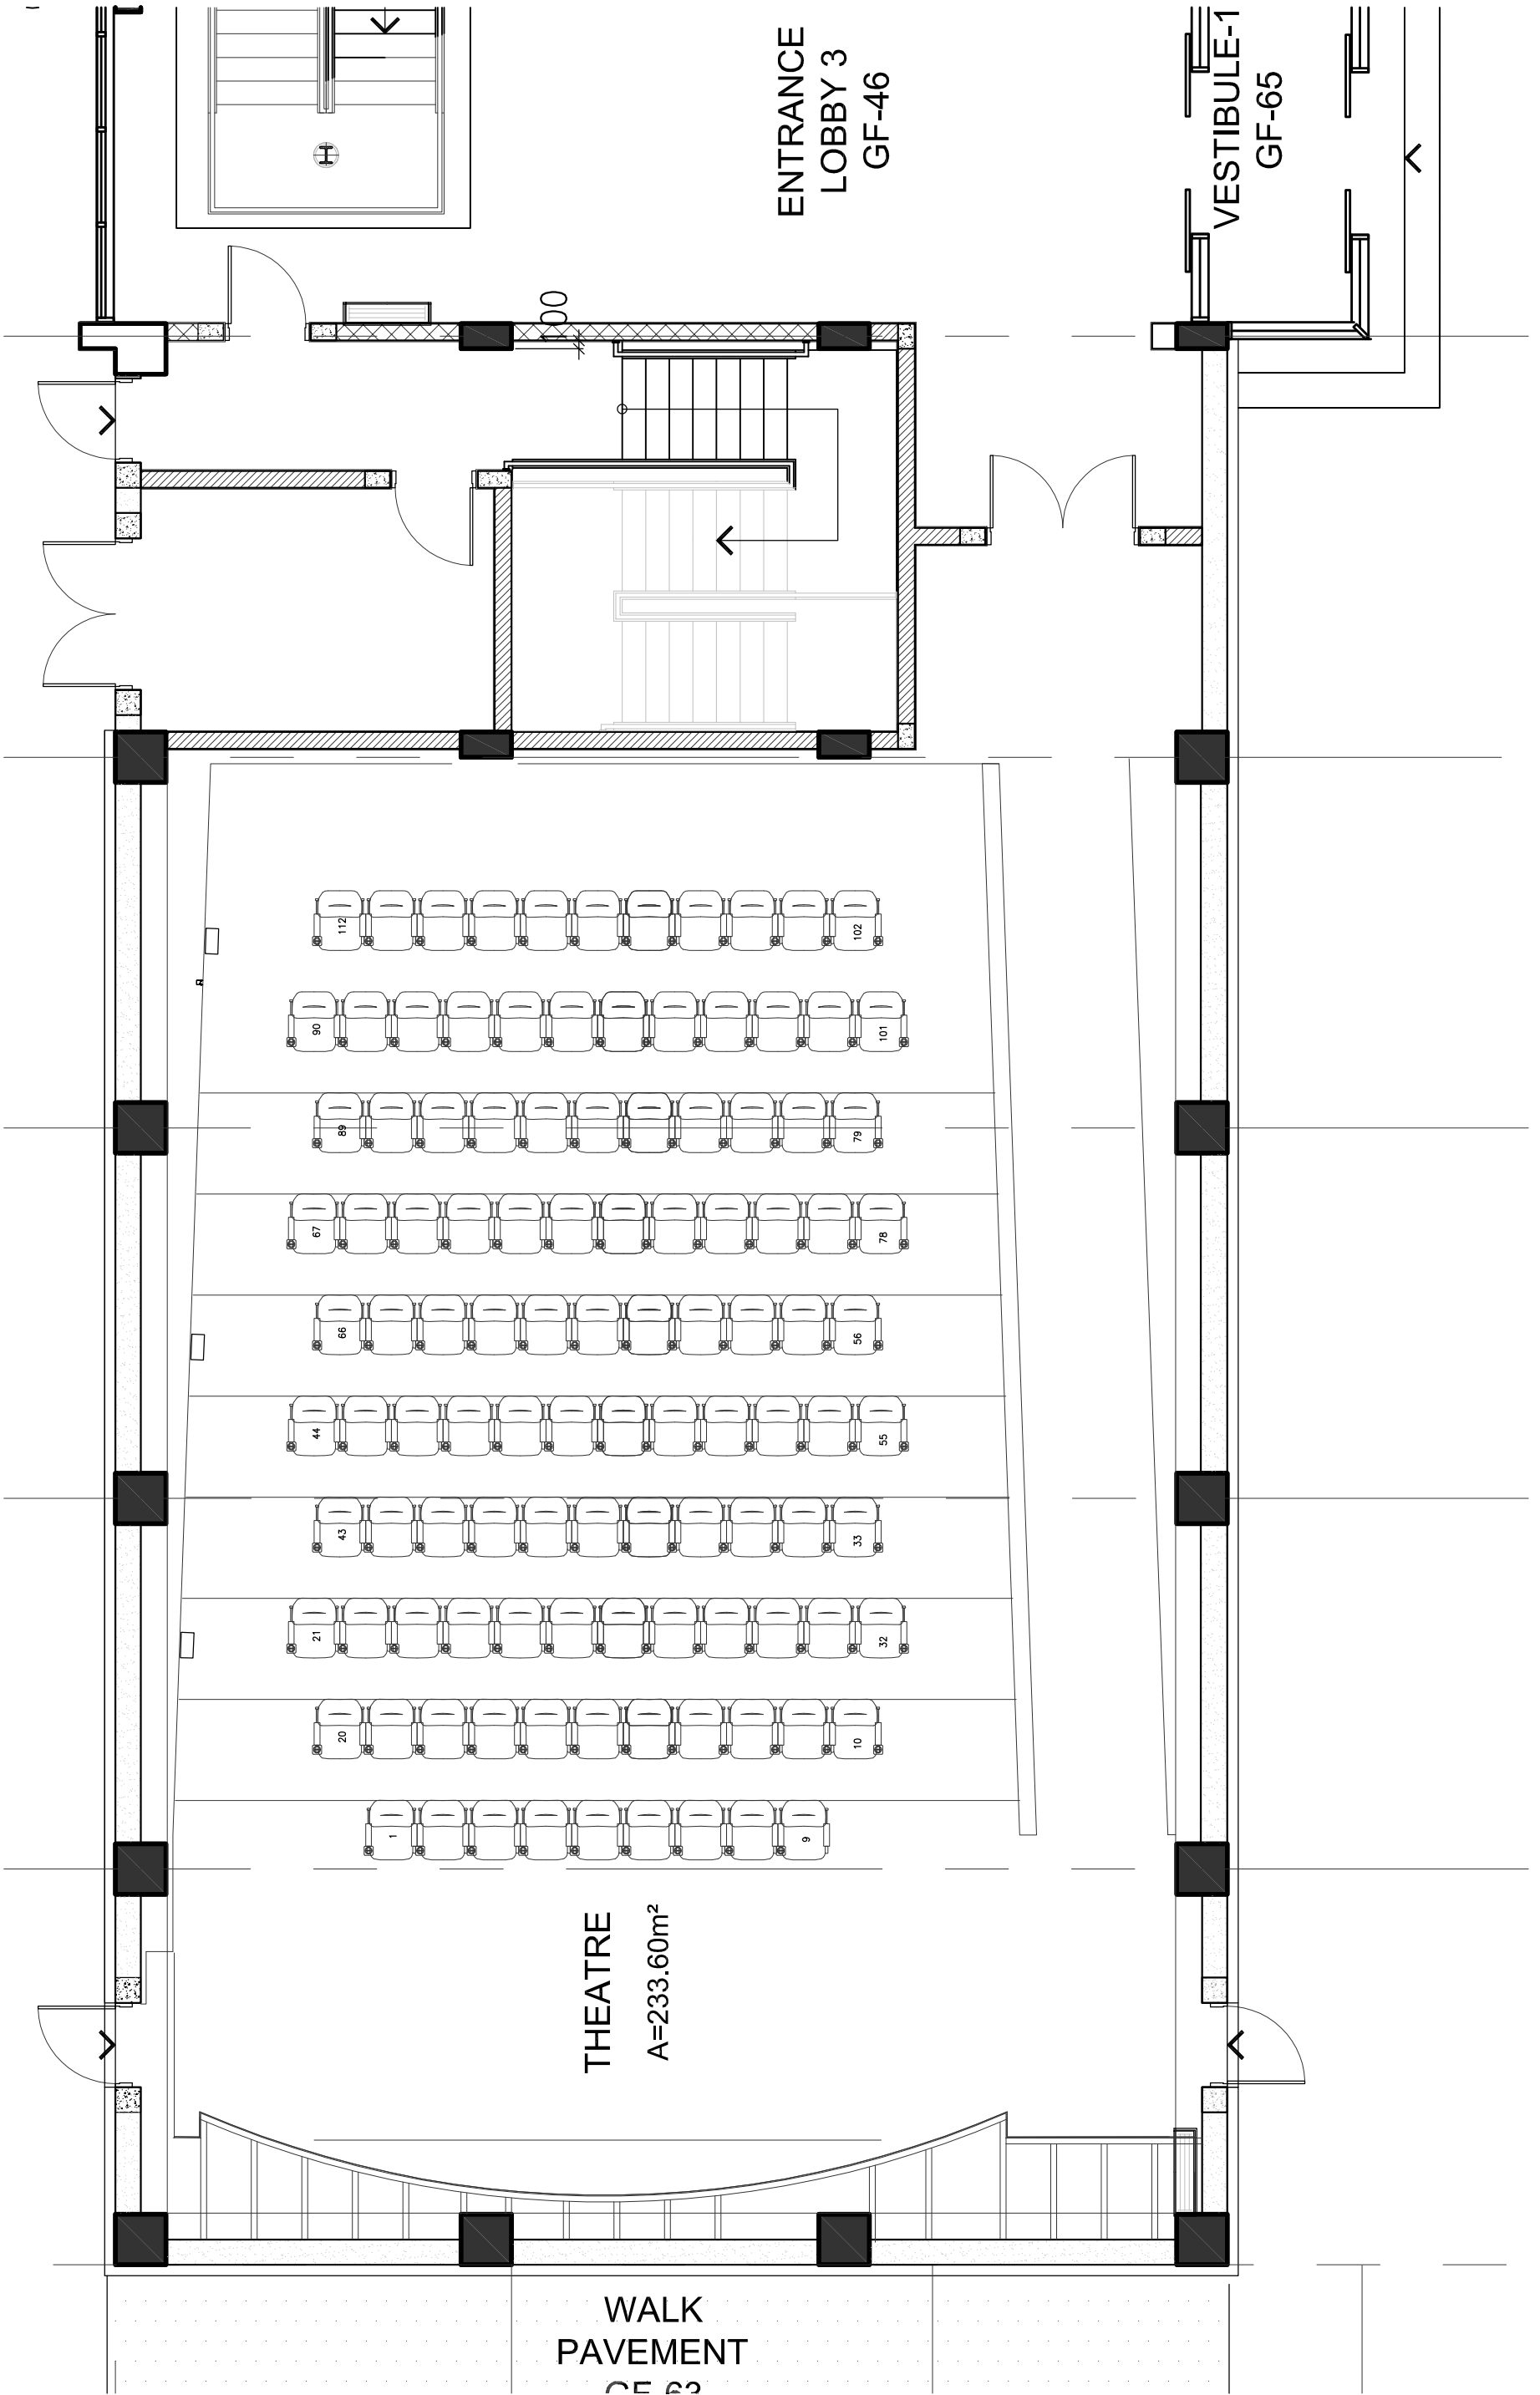 ENTRANCE
LOBBY 3
GF-46
VESTIBULE-1
GF-65
H
100
112
102
90
101
89
79
67
78
66
56
44
55
43
33
21
32
20
10
1
9
THEATRE
A=233.60m²
WALK
PAVEMENT